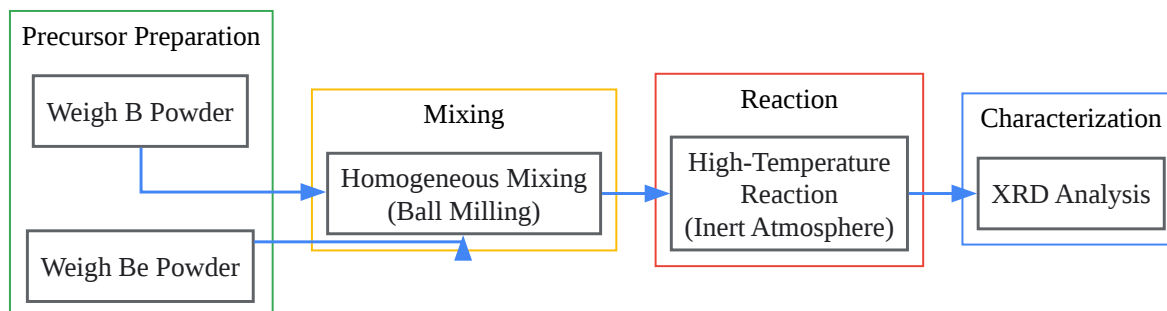 Precursor Preparation
Weigh B Powder
Weigh Be Powder
Mixing
Homogeneous Mixing
(Ball Milling)
Reaction
High-Temperature
Reaction
(Inert Atmosphere)
Characterization
XRD Analysis